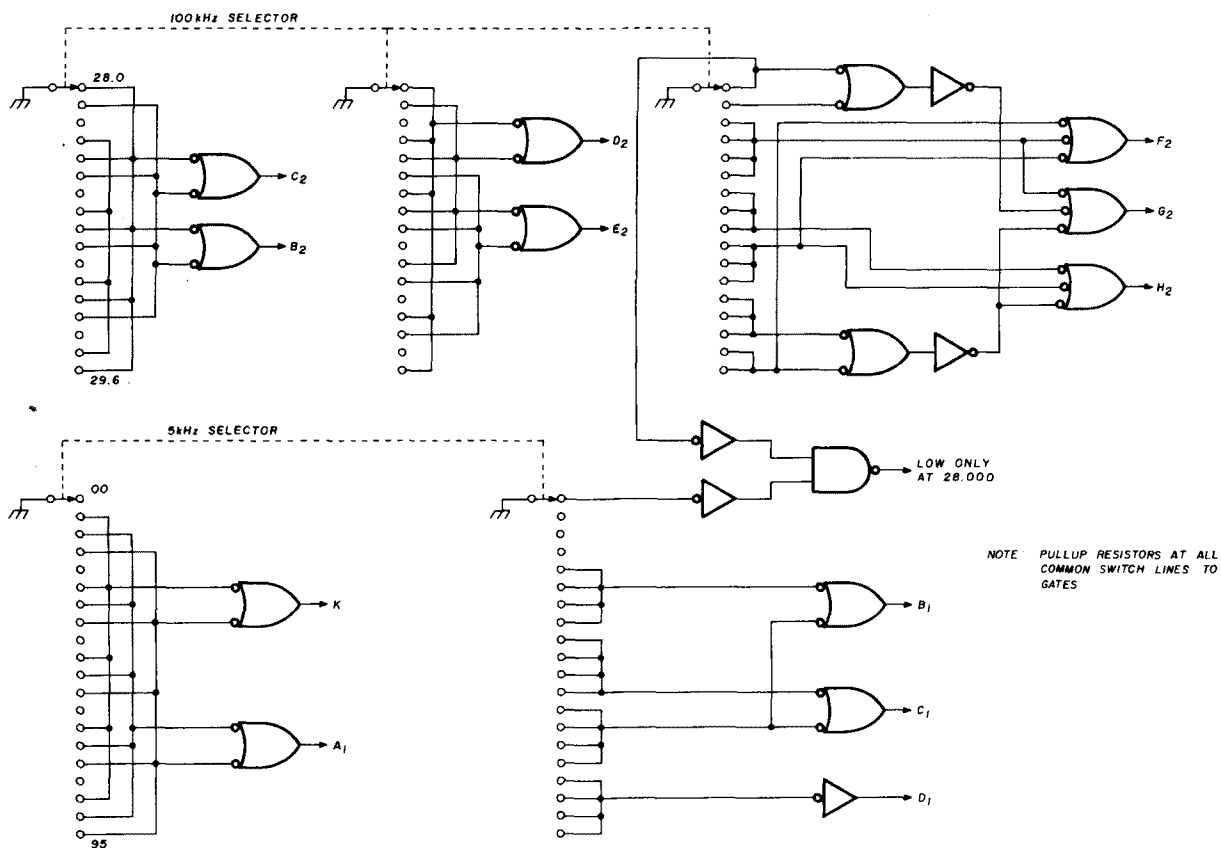 100kHz SELECTOR
28.0
29.6
C2
B2
D2
E2
F2
G2
H2
5kHz SELECTOR
00
95
K
A1
LOW ONLY
AT 28.000
B1
C1
D1
NOTE PULLUP RESISTORS AT ALL
COMMON SWITCH LINES TO
GATES